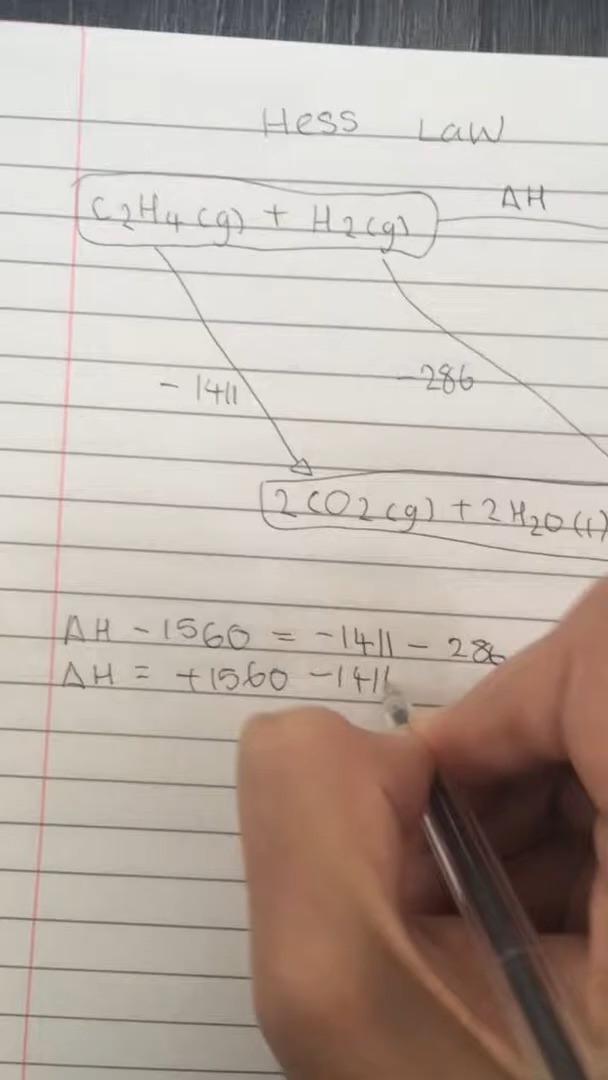 Hess Law
C2H4(g) + H2(g) ΔH
- 1411 -286
2CO2(g) + 2H2O(l)
ΔH - 1560 = -1411 - 286
ΔH = +1560 -1411